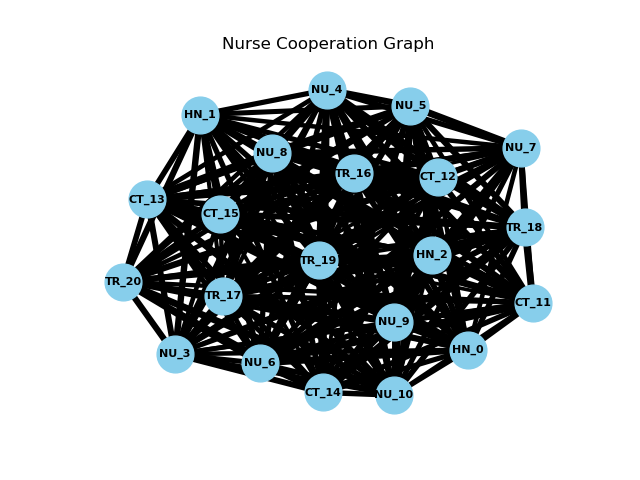 Nurse Cooperation Graph
NU_4
NU_5
HN_1
NU_7
NU_8
TR_16
CT_12
CT_13
CT_15
TR_18
HN_2
TR_19
TR_20
TR_17
CT_11
NU_9
HN_0
NU_3
NU_6
CT_14
NU_10